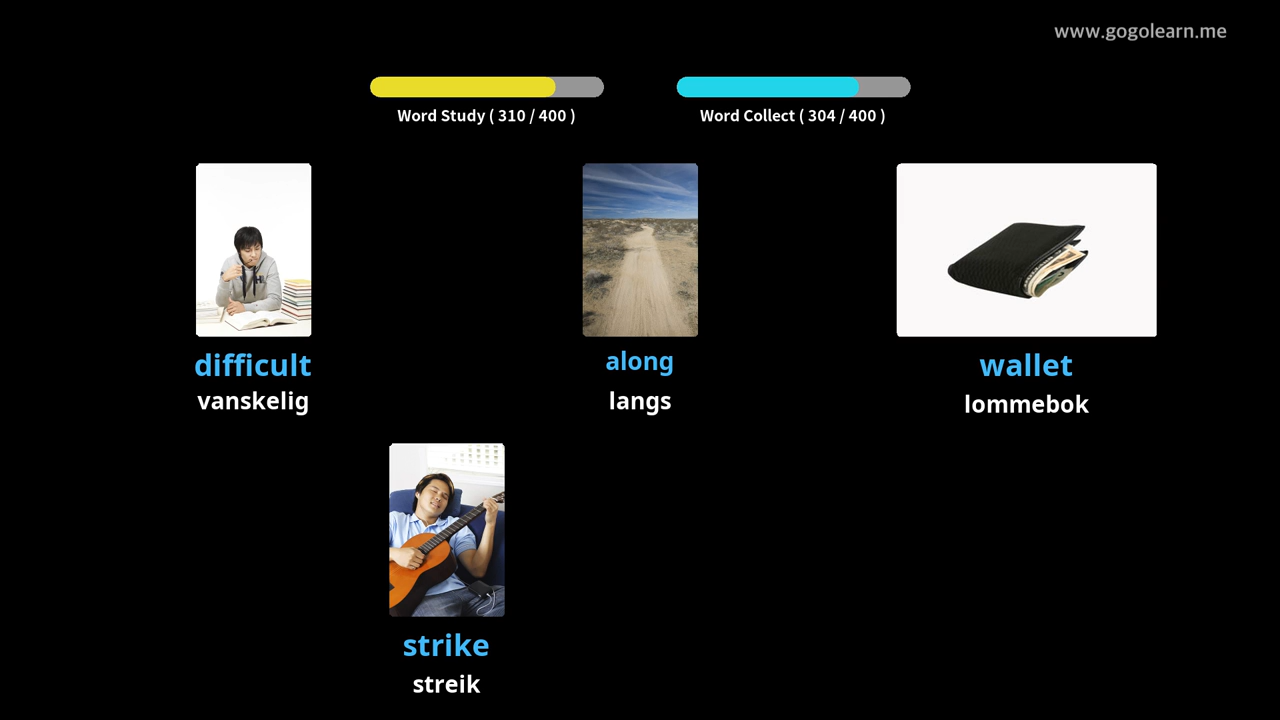 www.gogolearn.me
Word Study ( 310 / 400 )
Word Collect ( 304 / 400 )
difficult
vanskelig
along
langs
wallet
lommebok
strike
streik